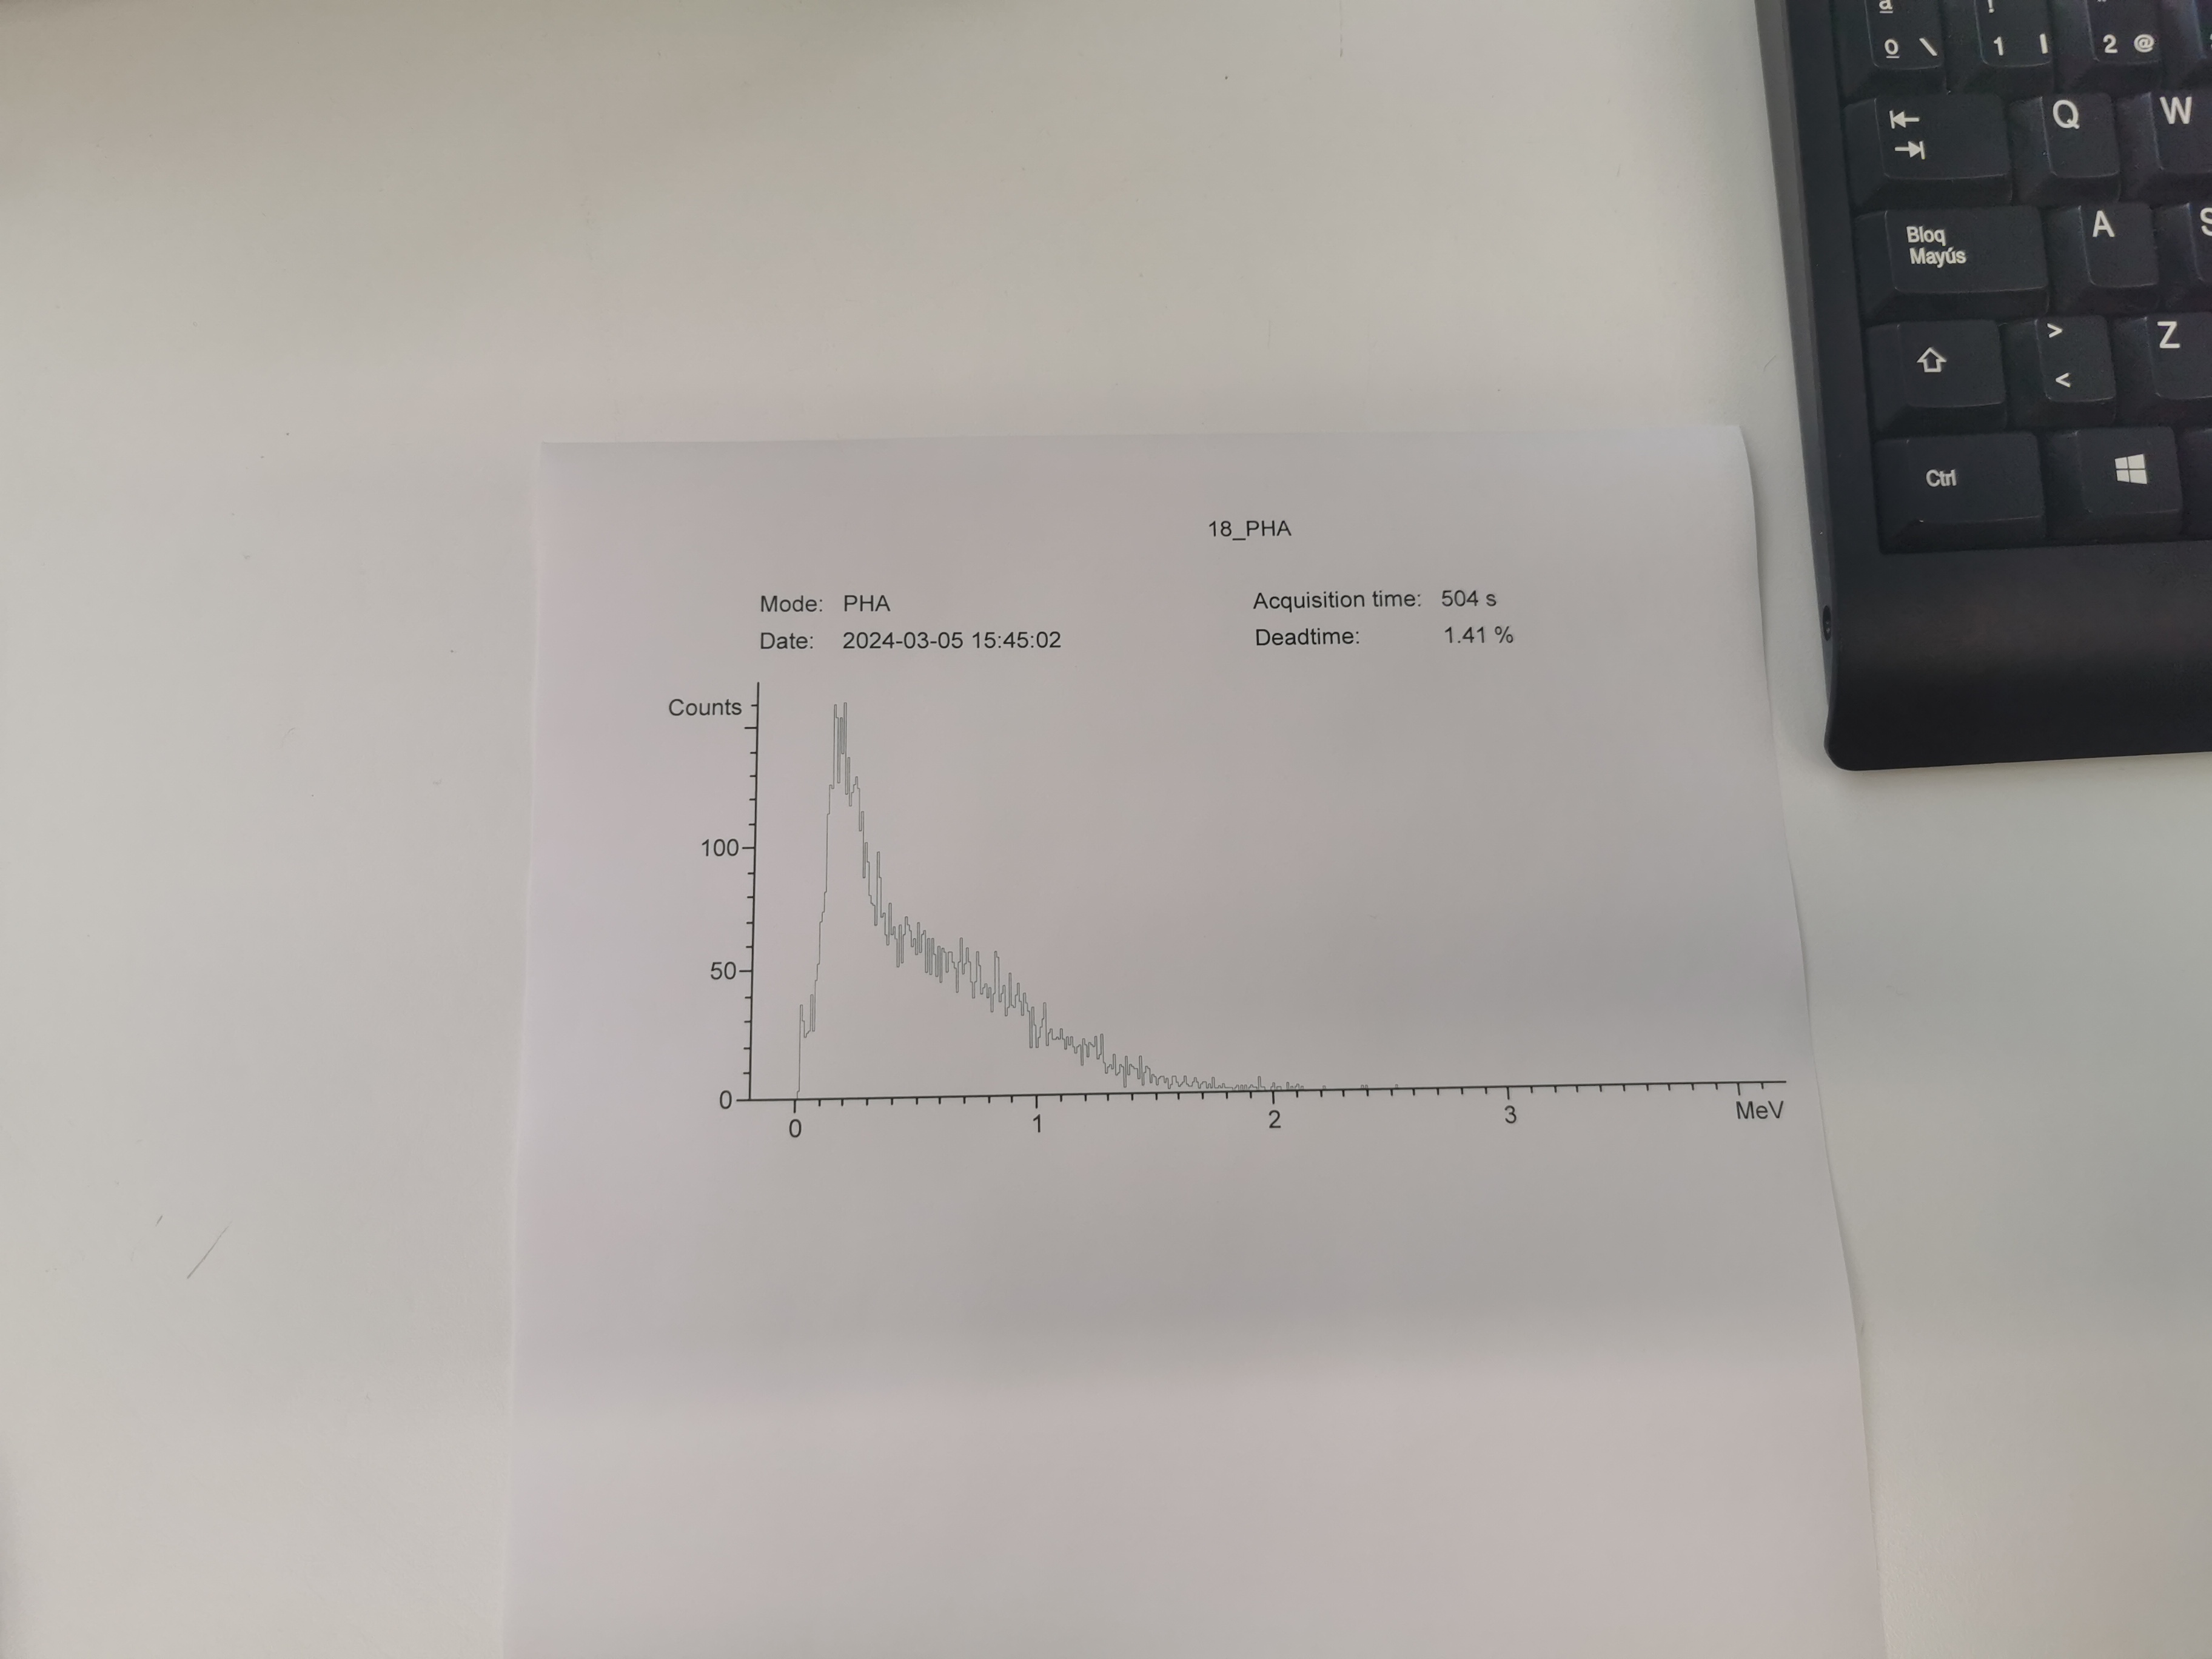 18_PHA
Mode: PHA
Acquisition time: 504 s
Date: 2024-03-05 15:45:02
Deadtime: 1.41 %
Counts
100
50
0
0 1 2 3 MeV
º \ 1 | 2 @
Q W
Bloq
Mayús
A S
>
<
Z
Ctrl